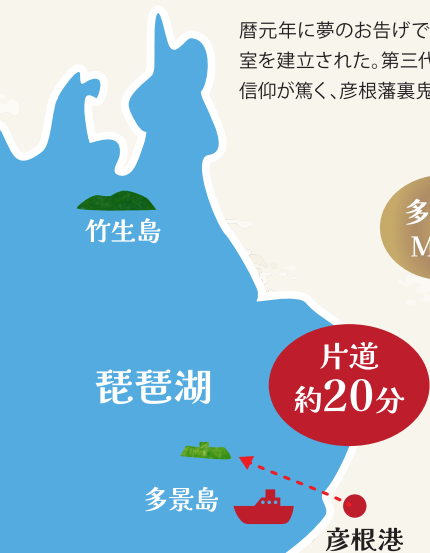 暦元年に夢のお告げで
室を建立された。第三代
信仰が篤く、彦根藩裏鬼
多
M
竹生島
片道
約20分
琵琶湖
多景島
彦根港